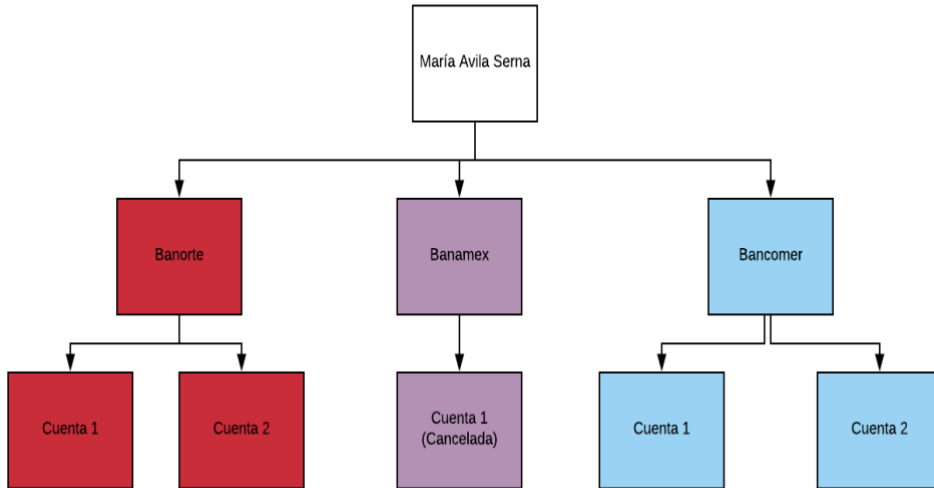 María Avila Serna
Banorte
Banamex
Bancomer
Cuenta 1
Cuenta 2
Cuenta 1
(Cancelada)
Cuenta 1
Cuenta 2